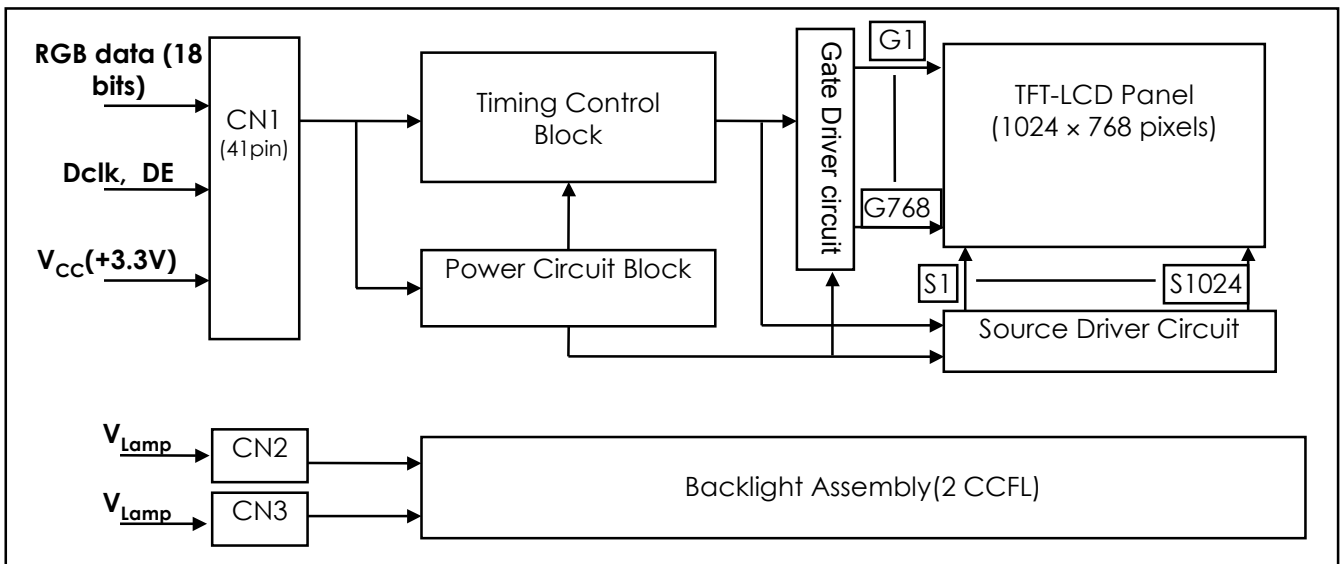 RGB data (18
bits)
Dclk, DE
VCC(+3.3V)
CN1
(41pin)
Timing Control
Block
Power Circuit Block
Gate Driver circuit
G1
G768
TFT-LCD Panel
(1024 × 768 pixels)
S1
S1024
Source Driver Circuit
VLamp
CN2
VLamp
CN3
Backlight Assembly(2 CCFL)